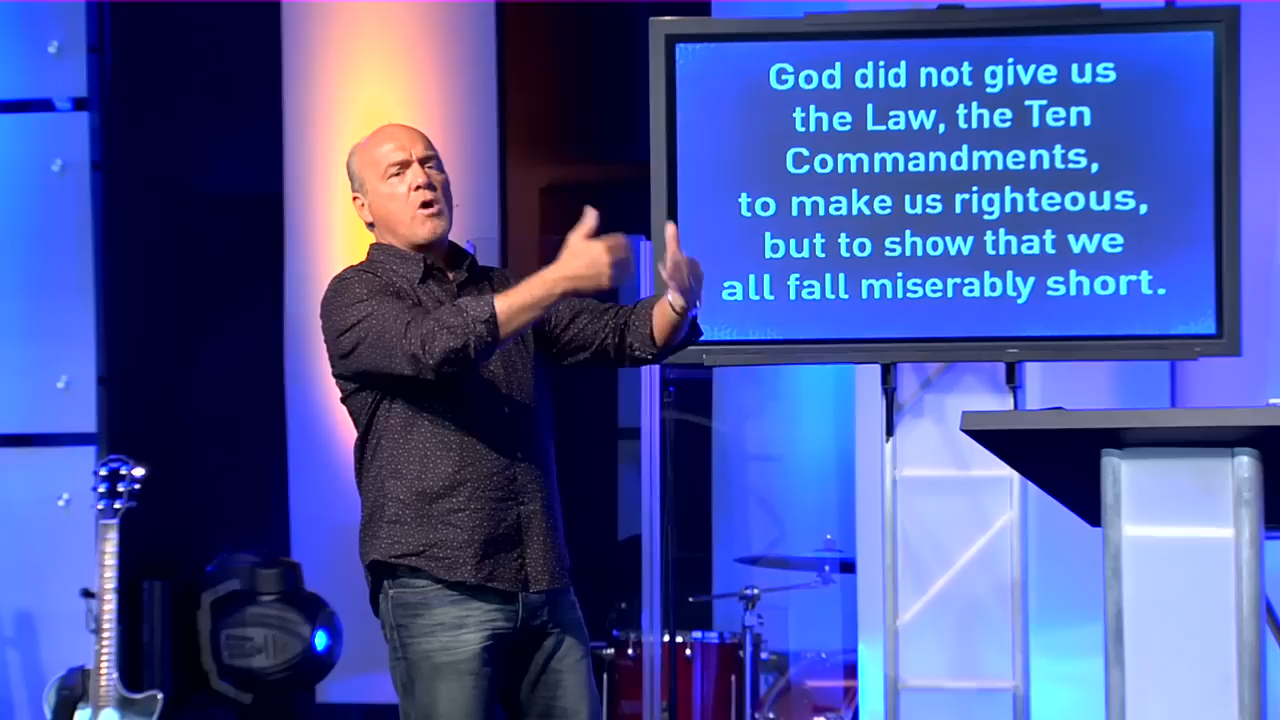 God did not give us
the Law, the Ten
Commandments,
to make us righteous,
but to show that we
all fall miserably short.